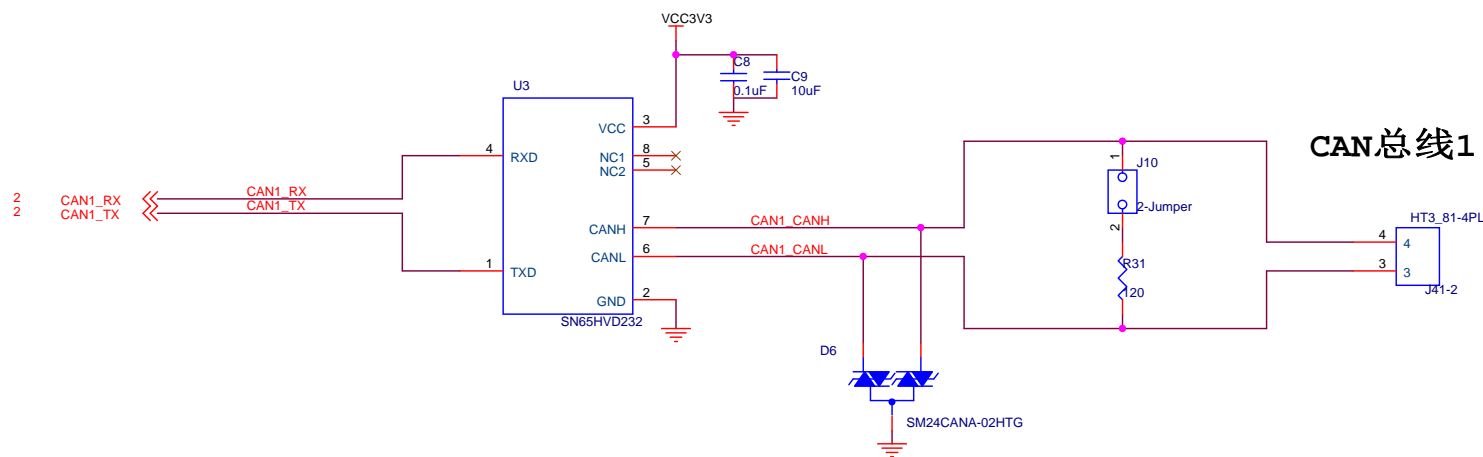 VCC3V3
C8
0.1uF
C9
10uF
U3
VCC
3
4
RXD
NC1
8
NC2
5
2
CAN1_RX
CAN1_RX
2
CAN1_TX
CAN1_TX
CANH
7
CAN1_CANH
CANL
6
CAN1_CANL
1
TXD
GND
2
SN65HVD232
D6
SM24CANA-02HTG
1
J10
2-Jumper
2
R31
120
CAN总线1
HT3_81-4PL
4
4
3
3
J41-2